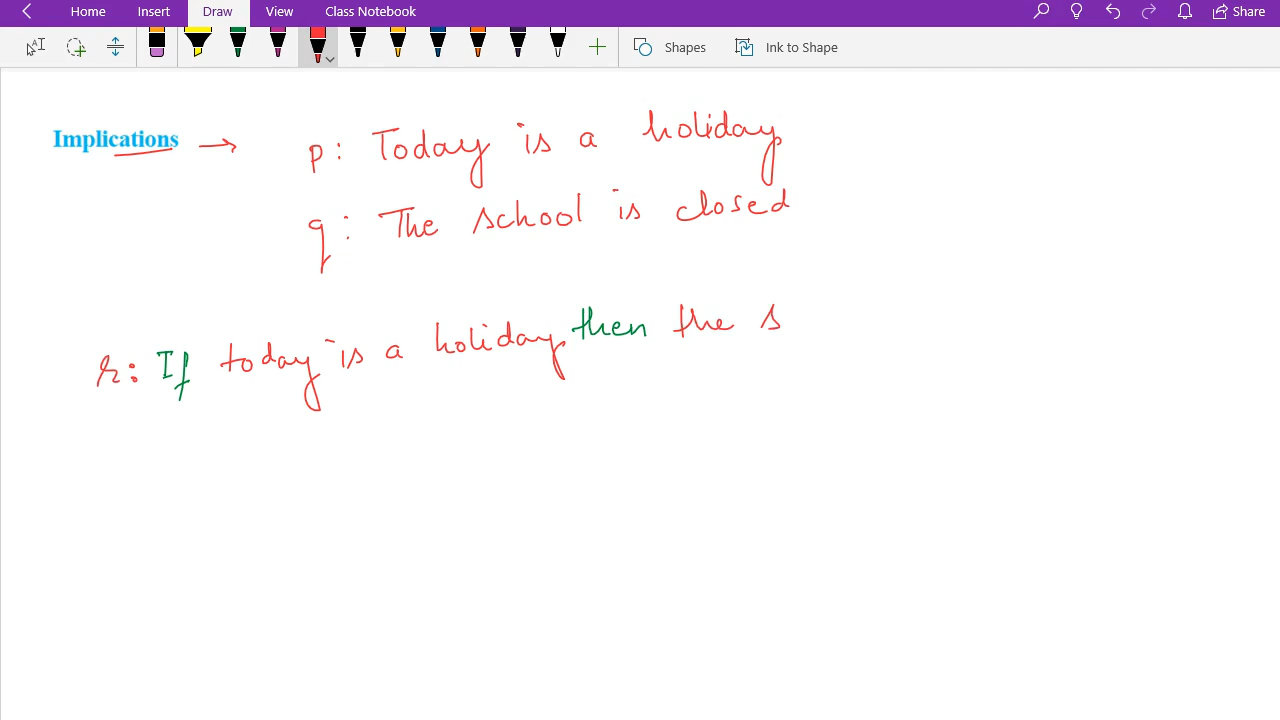 Home Insert Draw View Class Notebook Share
Shapes Ink to Shape
Implications → p: Today is a holiday
q: The school is closed
r: If today is a holiday then the s